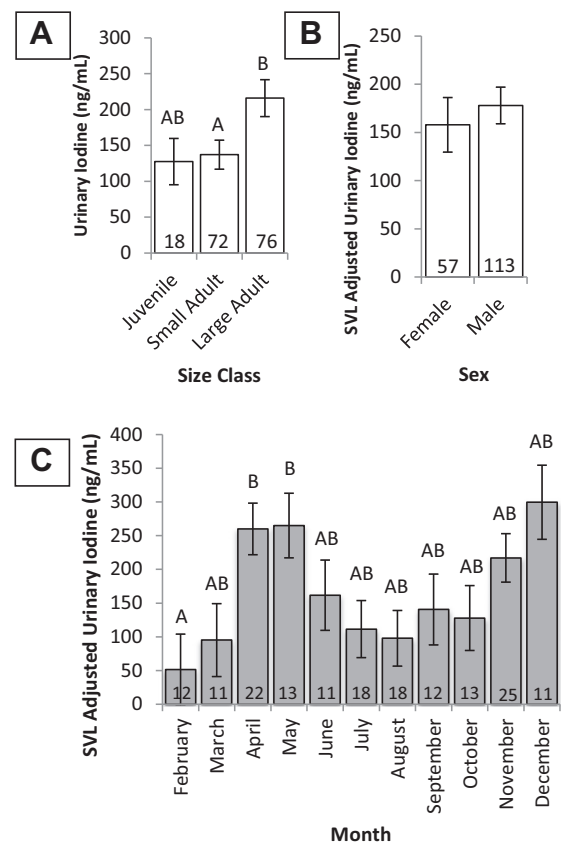 A
Urinary Iodine (ng/mL)
300
250
200
150
100
50
0
AB
A
B
18
72
76
Juvenile
Small Adult
Large Adult
Size Class
B
SVL Adjusted Urinary Iodine (ng/mL)
250
200
150
100
50
0
57
113
Female
Male
Sex
C
SVL Adjusted Urinary Iodine (ng/mL)
400
350
300
250
200
150
100
50
0
A
AB
B
B
AB
AB
AB
AB
AB
AB
AB
12
11
22
13
11
18
18
12
13
25
11
February
March
April
May
June
July
August
September
October
November
December
Month